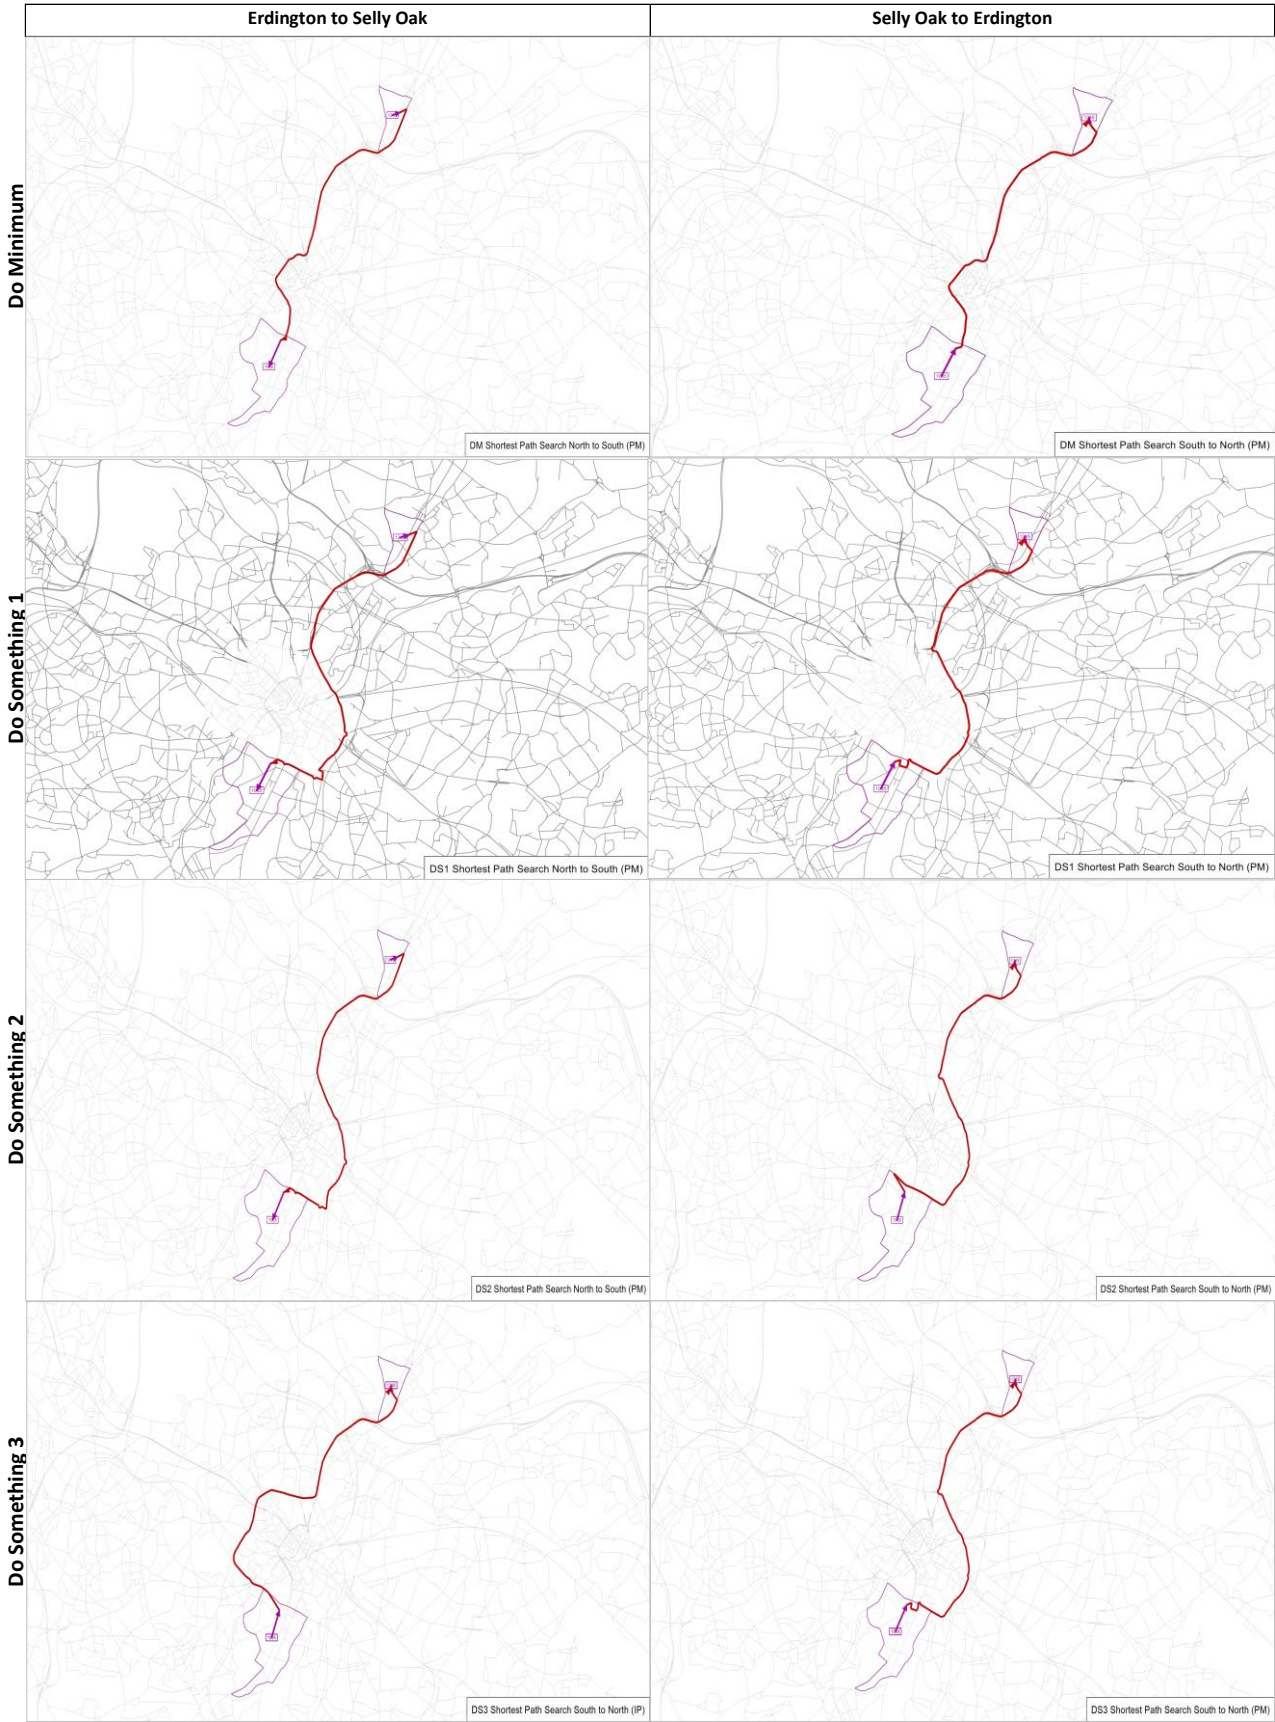 Erdington to Selly Oak
Selly Oak to Erdington
Do Minimum
DM Shortest Path Search North to South (PM)
DM Shortest Path Search South to North (PM)
Do Something 1
DS1 Shortest Path Search North to South (PM)
DS1 Shortest Path Search South to North (PM)
Do Something 2
DS2 Shortest Path Search North to South (PM)
DS2 Shortest Path Search South to North (PM)
Do Something 3
DS3 Shortest Path Search South to North (IP)
DS3 Shortest Path Search South to North (PM)